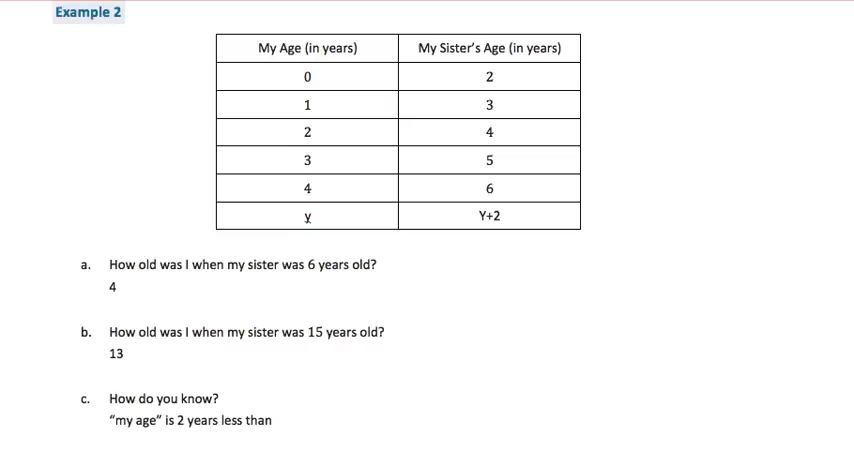 Example 2
My Age (in years) My Sister's Age (in years)
0 2
1 3
2 4
3 5
4 6
y Y+2
a. How old was I when my sister was 6 years old?
4
b. How old was I when my sister was 15 years old?
13
c. How do you know?
"my age" is 2 years less than